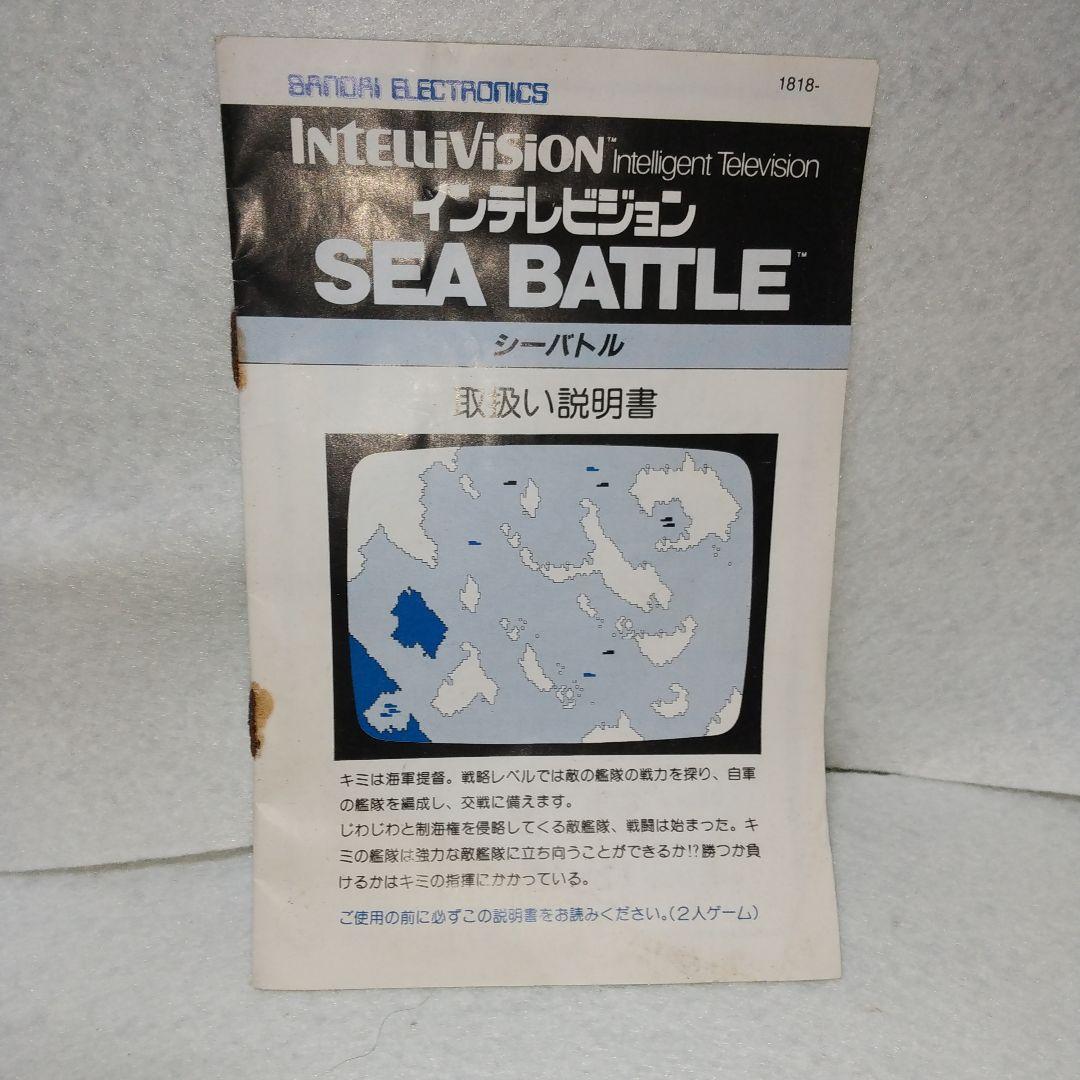 BANDAI ELECTRONICS
1818-
INTELLIVISION™ Intelligent Television
インテレビジョン
SEA BATTLE™
シーバトル
取扱い説明書
キミは海軍提督。戦略レベルでは敵の艦隊の戦力を探り、自軍
の艦隊を編成し、交戦に備えます。
じわじわと制海権を侵略してくる敵艦隊、戦闘は始まった。キ
ミの艦隊は強力な敵艦隊に立ち向うことができるか!?勝つか負
けるかはキミの指揮にかかっている。
ご使用の前に必ずこの説明書をお読みください。(2人ゲーム)